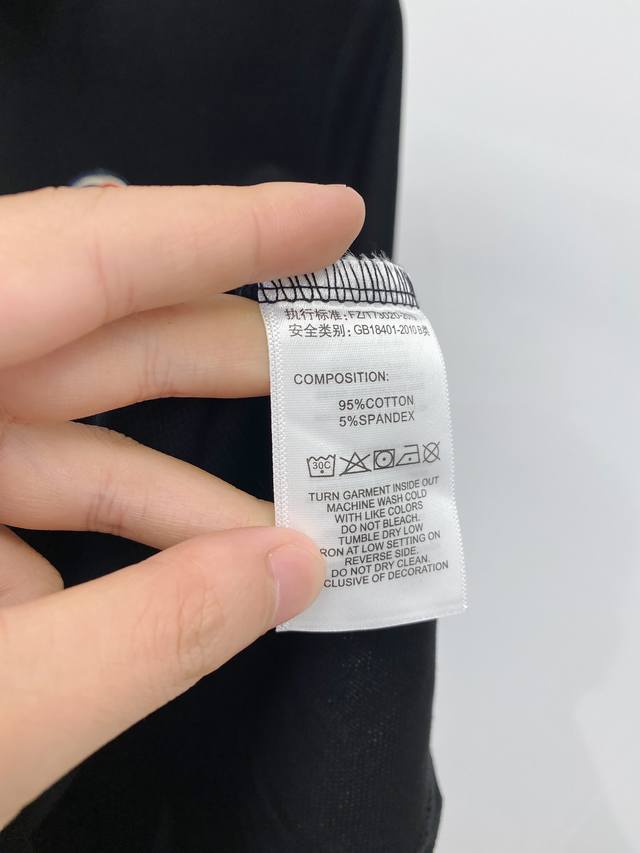 执行标准:
安全类别: GB18401-2010 B类
COMPOSITION:
95%COTTON
5%SPANDEX
30C
TURN GARMENT INSIDE OUT
MACHINE WASH COLD
WITH LIKE COLORS
DO NOT BLEACH.
TUMBLE DRY LOW
RON AT LOW SETTING ON
REVERSE SIDE.
DO NOT DRY CLEAN.
CLUSIVE OF DECORATION